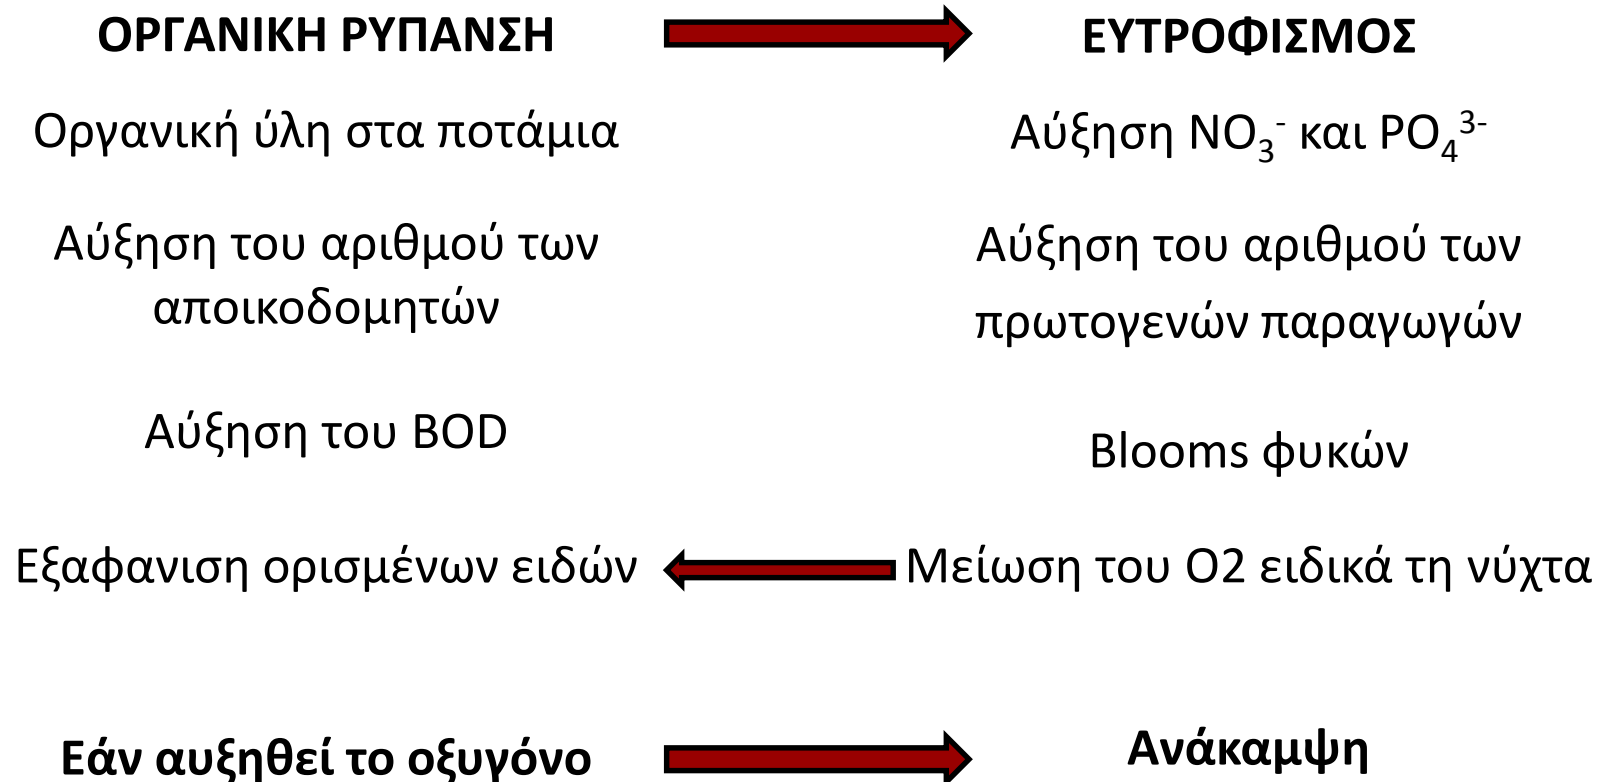 ΟΡΓΑΝΙΚΗ ΡΥΠΑΝΣΗ
ΕΥΤΡΟΦΙΣΜΟΣ
Οργανική ύλη στα ποτάμια
Αύξηση NO₃⁻ και PO₄³⁻
Αύξηση του αριθμού των
αποικοδομητών
Αύξηση του αριθμού των
πρωτογενών παραγωγών
Αύξηση του BOD
Blooms φυκών
Εξαφανιση ορισμένων ειδών
Μείωση του Ο2 ειδικά τη νύχτα
Εάν αυξηθεί το οξυγόνο
Ανάκαμψη